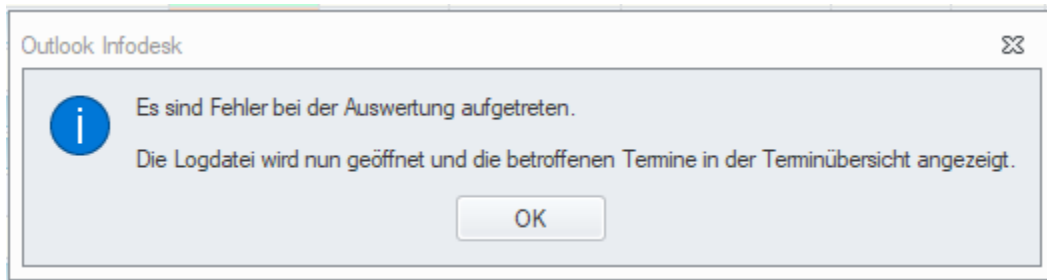 Outlook Infodesk
Es sind Fehler bei der Auswertung aufgetreten.
Die Logdatei wird nun geöffnet und die betroffenen Termine in der Terminübersicht angezeigt.
OK